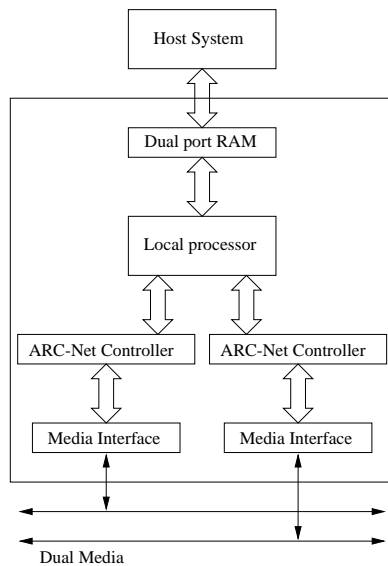 Host System
Dual port RAM
Local processor
ARC-Net Controller
ARC-Net Controller
Media Interface
Media Interface
Dual Media